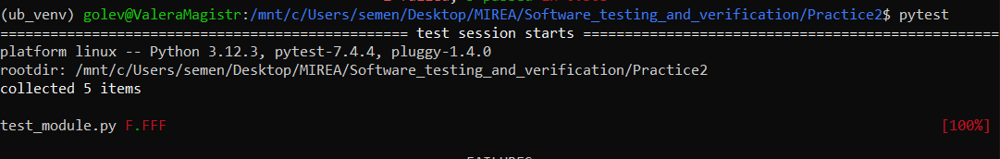 (ub_venv) golev@ValeraMagistr:/mnt/c/Users/semen/Desktop/MIREA/Software_testing_and_verification/Practice2$ pytest
================================================= test session starts ==================================================
platform linux -- Python 3.12.3, pytest-7.4.4, pluggy-1.4.0
rootdir: /mnt/c/Users/semen/Desktop/MIREA/Software_testing_and_verification/Practice2
collected 5 items
test_module.py F.FFF [100%]